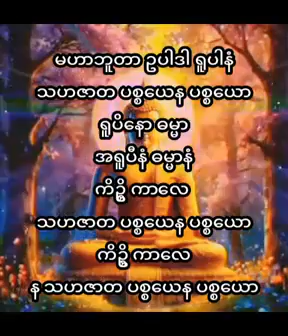 မဟာဘူတာ ဥပါဒါ ရူပါနံ
သဟဇာတ ပစ္စယေန ပစ္စယော
ရူပိနော ဓမ္မာ
အရူပီနံ ဓမ္မာနံ
ကိဉ္စိ ကာလေ
သဟဇာတ ပစ္စယေန ပစ္စယော
ကိဉ္စိ ကာလေ
န သဟဇာတ ပစ္စယေန ပစ္စယော